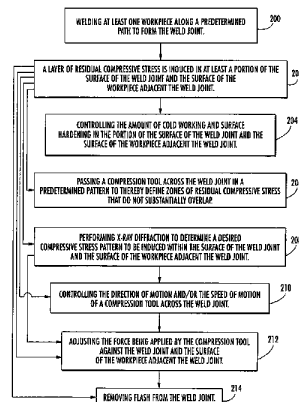 200
WELDING AT LEAST ONE WORKPIECE ALONG A PREDETERMINED
PATH TO FORM THE WELD JOINT.
20
A LAYER OF RESIDUAL COMPRESSIVE STRESS IS INDUCED IS AT LEAST A PORTION OF THE
SURFACE OF THE WELD JOINT AND THE SURFACE OF THE
WORKPIECE ADJACENT THE WELD JOINT.
204
CONTROLLING THE AMOUNT OF COLD WORKING AND SURFACE
HARDENING IN THE PORTION OF THE SURFACE OF THE WELD JOINT AND THE
SURFACE OF THE WORKPIECE ADJACENT THE WELD JOINT.
20
PASSING A COMPRESSION TOOL ACROSS THE WELD JOINT IN A
PREDETERMINED PATTERN TO THEREBY DEFINE ZONES OF RESIDUAL COMPRESSIVE STRESS
THAT DO NOT SUBSTANTIALLY OVERLAP.
20
PERFORMING X-RAY DIFFRACTION TO DETERMINE A DESIRED
COMPRESSIVE STRESS PATTERN TO BE INDUCED WITHIN THE SURFACE OF THE WELD JOINT
AND THE SURFACE OF THE WORKPIECE ADJACENT THE WELD JOINT.
210
CONTROLLING THE DIRECTION OF MOTION AND/OR THE SPEED OF MOTION
OF A COMPRESSION TOOL ACROSS THE WELD JOINT.
212
ADJUSTING THE FORCE BEING APPLIED BY THE COMPRESSION TOOL
AGAINST THE WELD JOINT AND THE SURFACE
OF THE WORKPIECE ADJACENT THE WELD JOINT.
214
REMOVING FLASH FROM THE WELD JOINT.